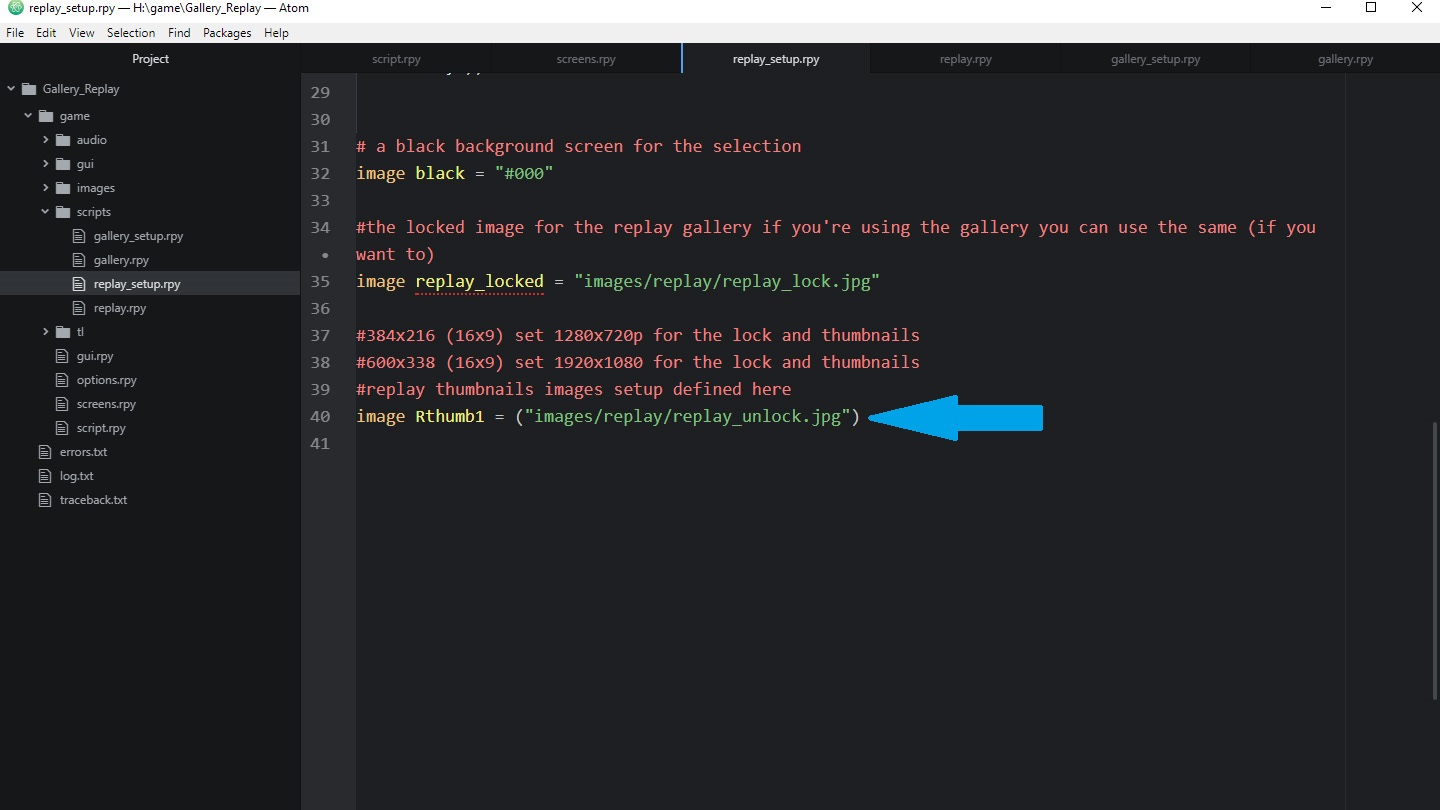 replay_setup.rpy — H:\game\Gallery_Replay — Atom
File Edit View Selection Find Packages Help
Project
script.rpy
screens.rpy
replay_setup.rpy
replay.rpy
gallery_setup.rpy
gallery.rpy
Gallery_Replay
game
audio
gui
images
scripts
gallery_setup.rpy
gallery.rpy
replay_setup.rpy
replay.rpy
tl
gui.rpy
options.rpy
screens.rpy
script.rpy
errors.txt
log.txt
traceback.txt
29
30
31 # a black background screen for the selection
32 image black = "#000"
33
34 #the locked image for the replay gallery if you're using the gallery you can use the same (if you
• want to)
35 image replay_locked = "images/replay/replay_lock.jpg"
36
37 #384x216 (16x9) set 1280x720p for the lock and thumbnails
38 #600x338 (16x9) set 1920x1080 for the lock and thumbnails
39 #replay thumbnails images setup defined here
40 image Rthumb1 = ("images/replay/replay_unlock.jpg")
41